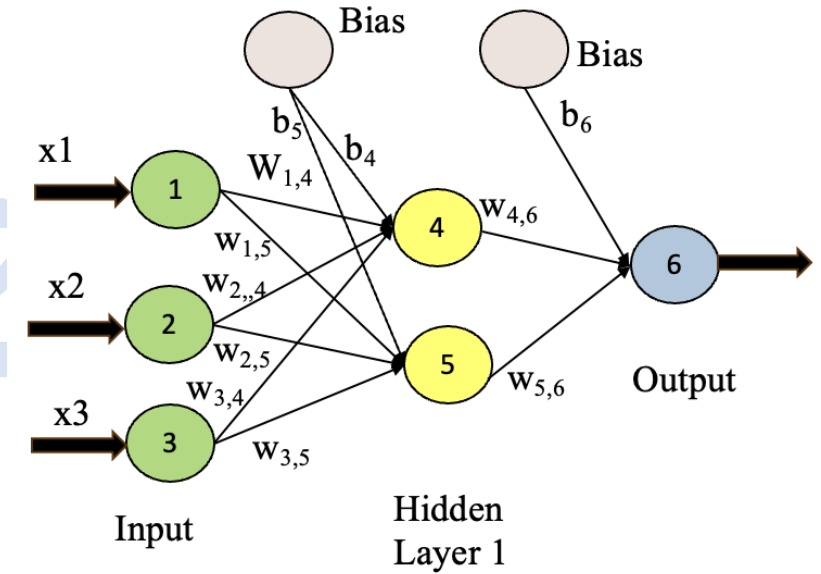 Bias
Bias
b5
b4
b6
x1
W1,4
1
w1,5
4
w4,6
6
x2
w2,,4
2
w2,5
5
w5,6
Output
w3,4
x3
3
w3,5
Input
Hidden
Layer 1